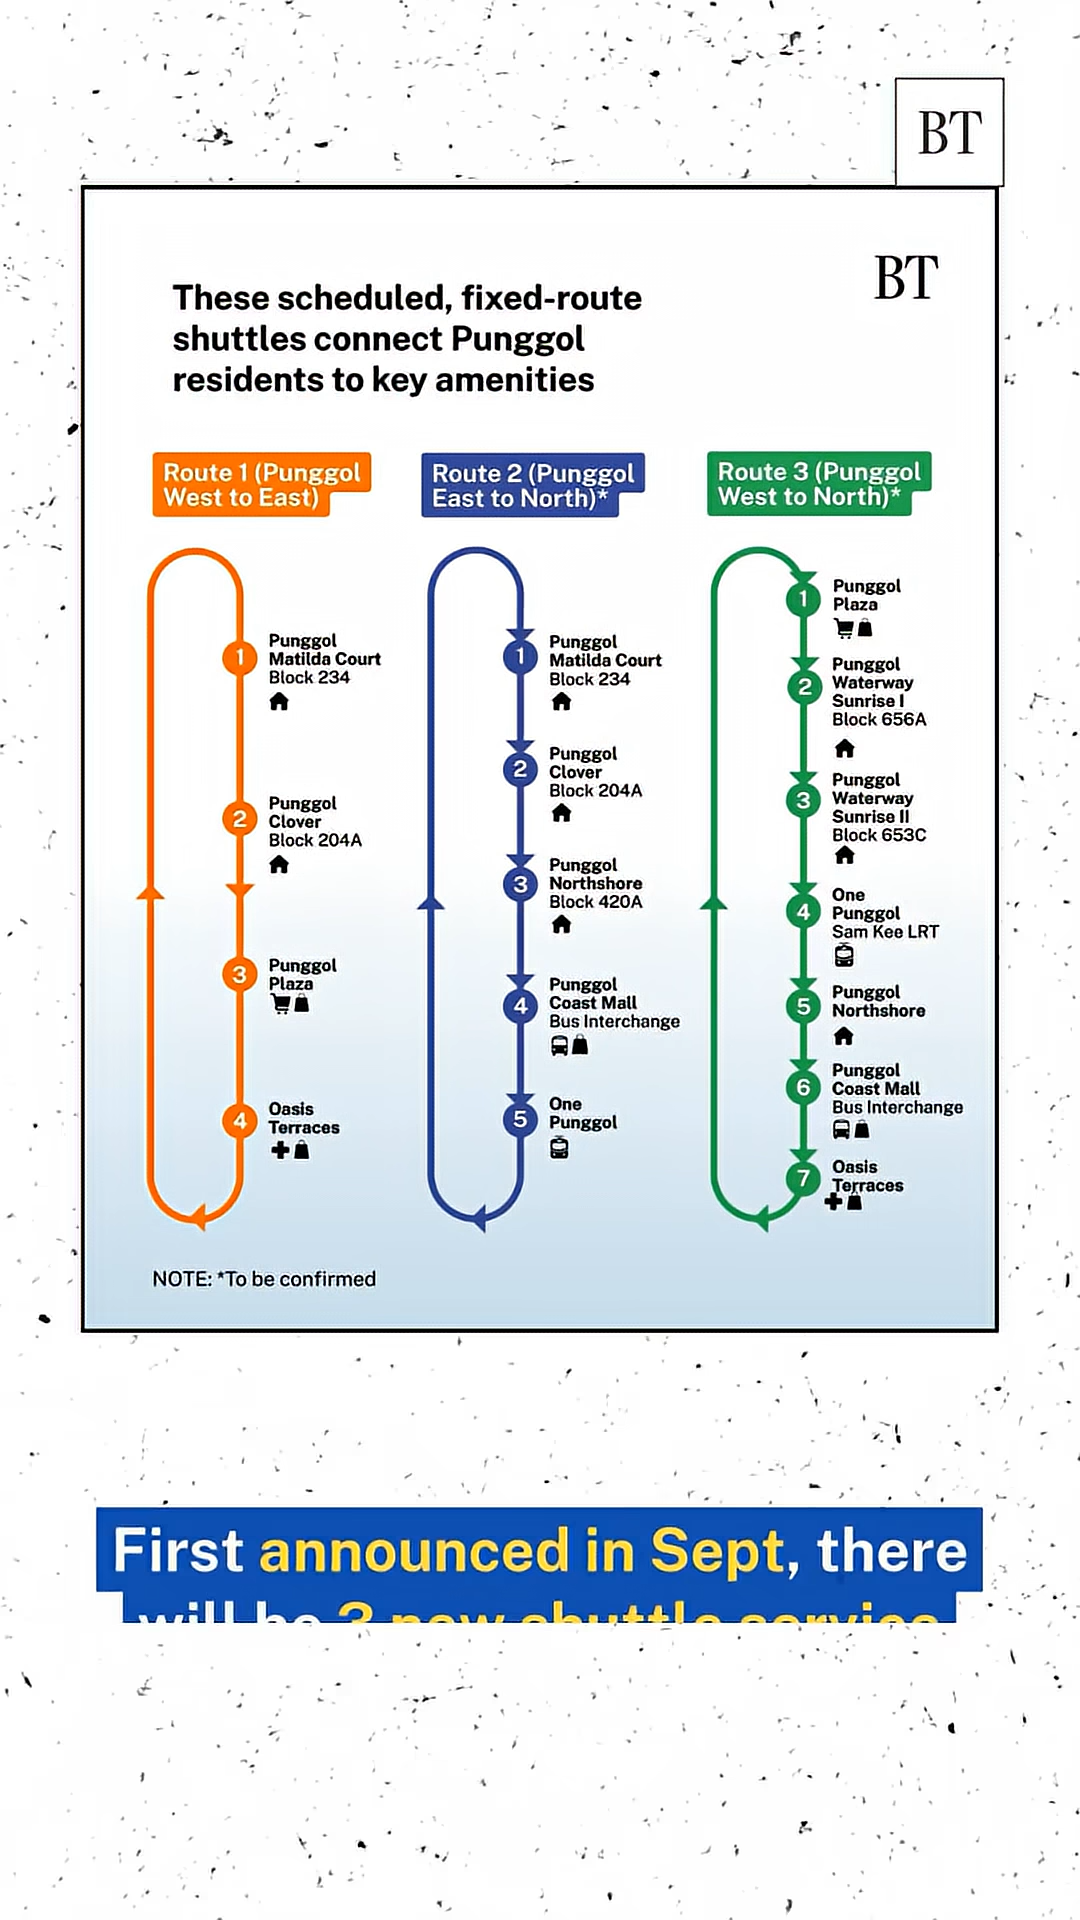 BT
BT
These scheduled, fixed-route
shuttles connect Punggol
residents to key amenities
Route 1 (Punggol
West to East)
1
Punggol
Matilda Court
Block 234
2
Punggol
Clover
Block 204A
3
Punggol
Plaza
4
Oasis
Terraces
Route 2 (Punggol
East to North)*
1
Punggol
Matilda Court
Block 234
2
Punggol
Clover
Block 204A
3
Punggol
Northshore
Block 420A
4
Punggol
Coast Mall
Bus Interchange
5
One
Punggol
Route 3 (Punggol
West to North)*
1
Punggol
Plaza
2
Punggol
Waterway
Sunrise I
Block 656A
3
Punggol
Waterway
Sunrise II
Block 653C
4
One
Punggol
Sam Kee LRT
5
Punggol
Northshore
6
Punggol
Coast Mall
Bus Interchange
7
Oasis
Terraces
NOTE: *To be confirmed
First announced in Sept, there
will be 3 new shuttle service